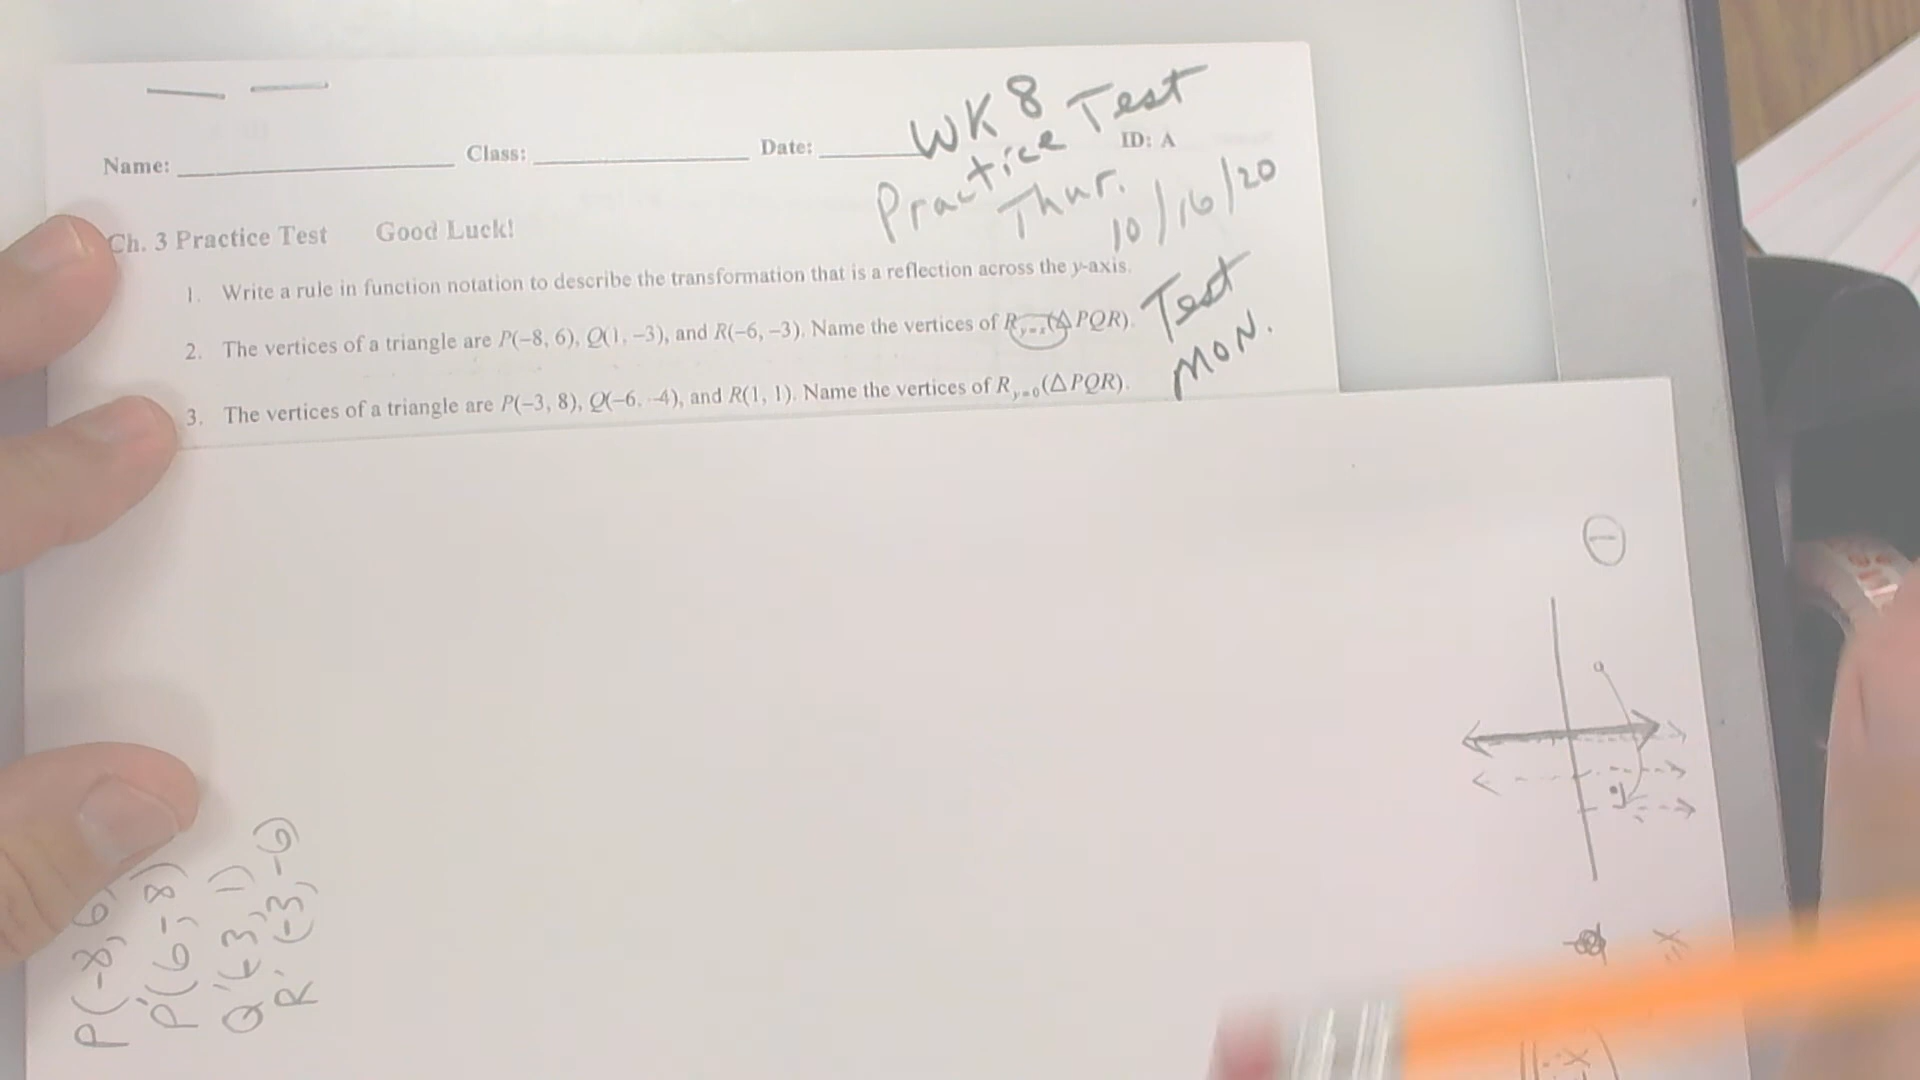 WK 8
Practice Test
Thur.
10/16/20
Name: Class: Date: ID: A
Ch. 3 Practice Test Good Luck!
1. Write a rule in function notation to describe the transformation that is a reflection across the y-axis.
2. The vertices of a triangle are P(−8, 6), Q(1, −3), and R(−6, −3). Name the vertices of R y=x (△PQR).
3. The vertices of a triangle are P(−3, 8), Q(−6, −4), and R(1, 1). Name the vertices of R y=0 (△PQR).
Test
MON.
P(-8, 6)
P'(6, -8)
Q'(-3, 1)
R'(-3, -6)